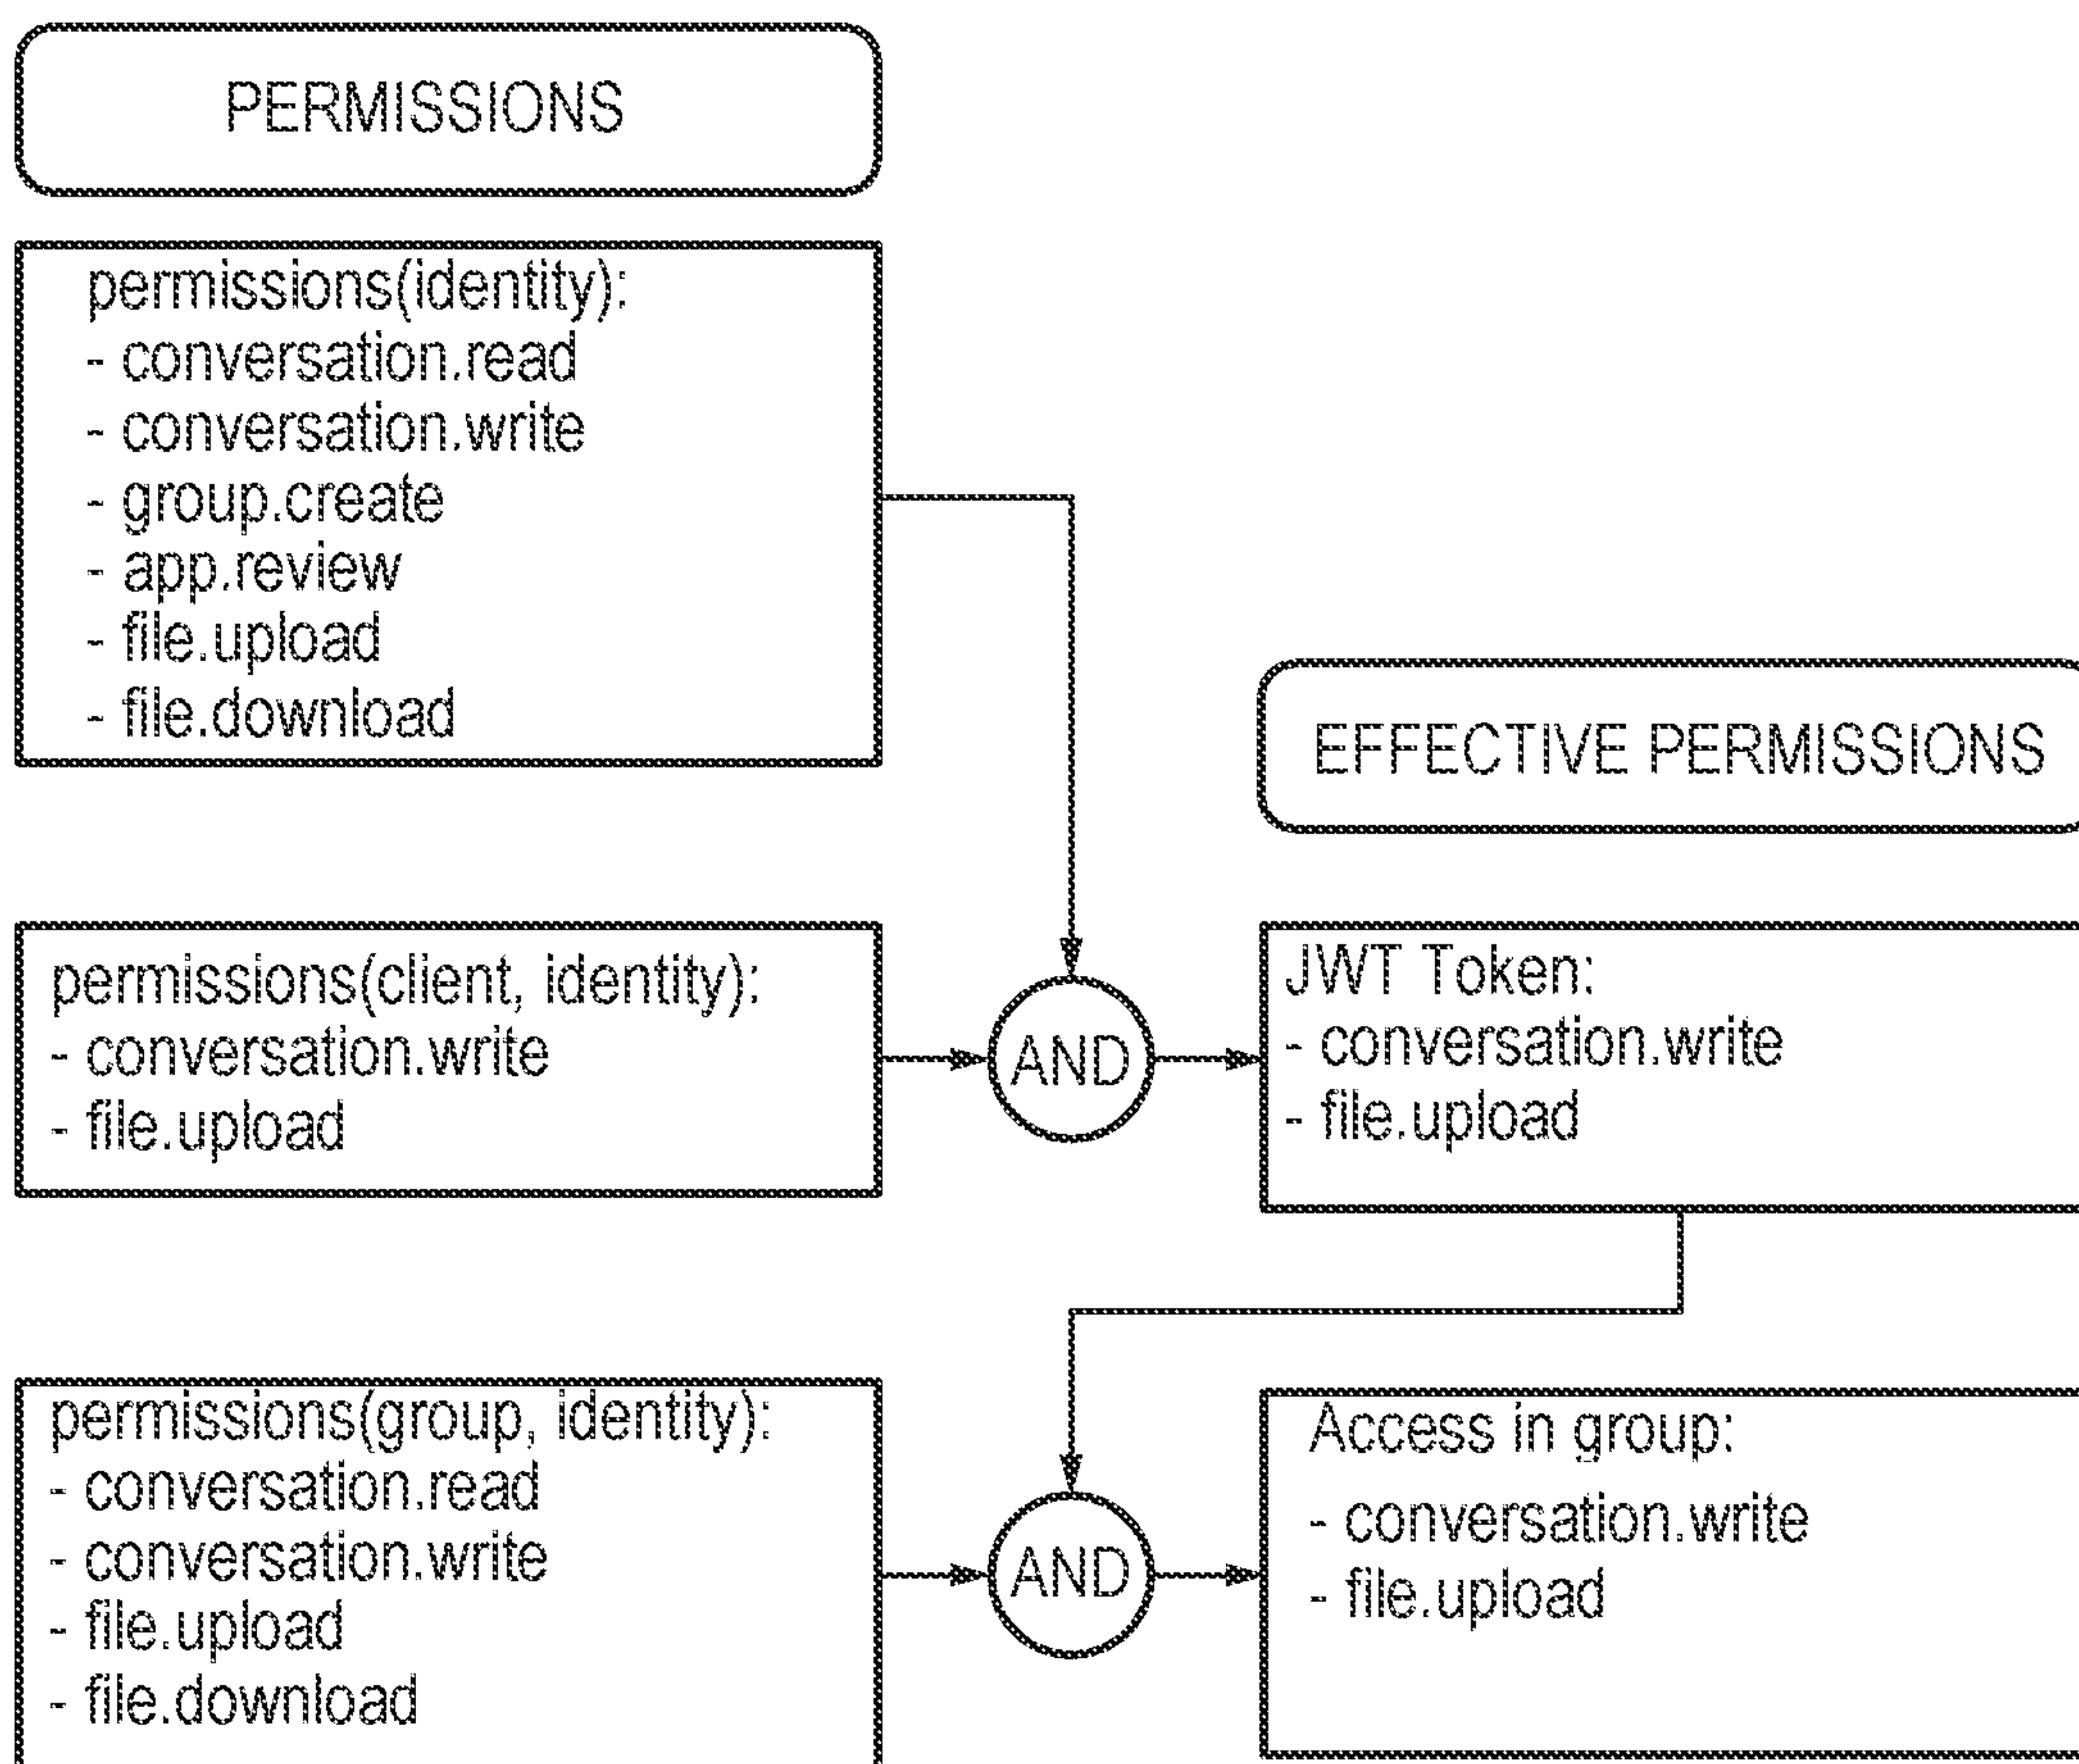 PERMISSIONS
permissions(identity):
- conversation.read
- conversation.write
- group.create
- app.review
- file.upload
- file.download
EFFECTIVE PERMISSIONS
permissions(client, identity):
- conversation.write
- file.upload
AND
JWT Token:
- conversation.write
- file.upload
permissions(group, identity):
- conversation.read
- conversation.write
- file.upload
- file.download
AND
Access in group:
- conversation.write
- file.upload